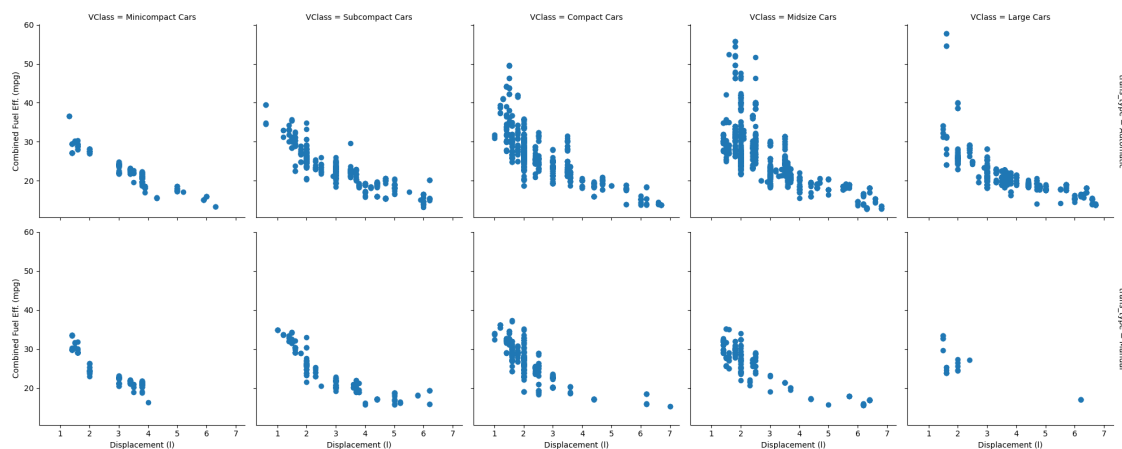 VClass = Minicompact Cars
VClass = Subcompact Cars
VClass = Compact Cars
VClass = Midsize Cars
VClass = Large Cars
60
50
40
30
20
Combined Fuel Eff. (mpg)
60
50
40
30
20
Combined Fuel Eff. (mpg)
1 2 3 4 5 6 7
1 2 3 4 5 6 7
1 2 3 4 5 6 7
1 2 3 4 5 6 7
1 2 3 4 5 6 7
Displacement (l)
Displacement (l)
Displacement (l)
Displacement (l)
Displacement (l)